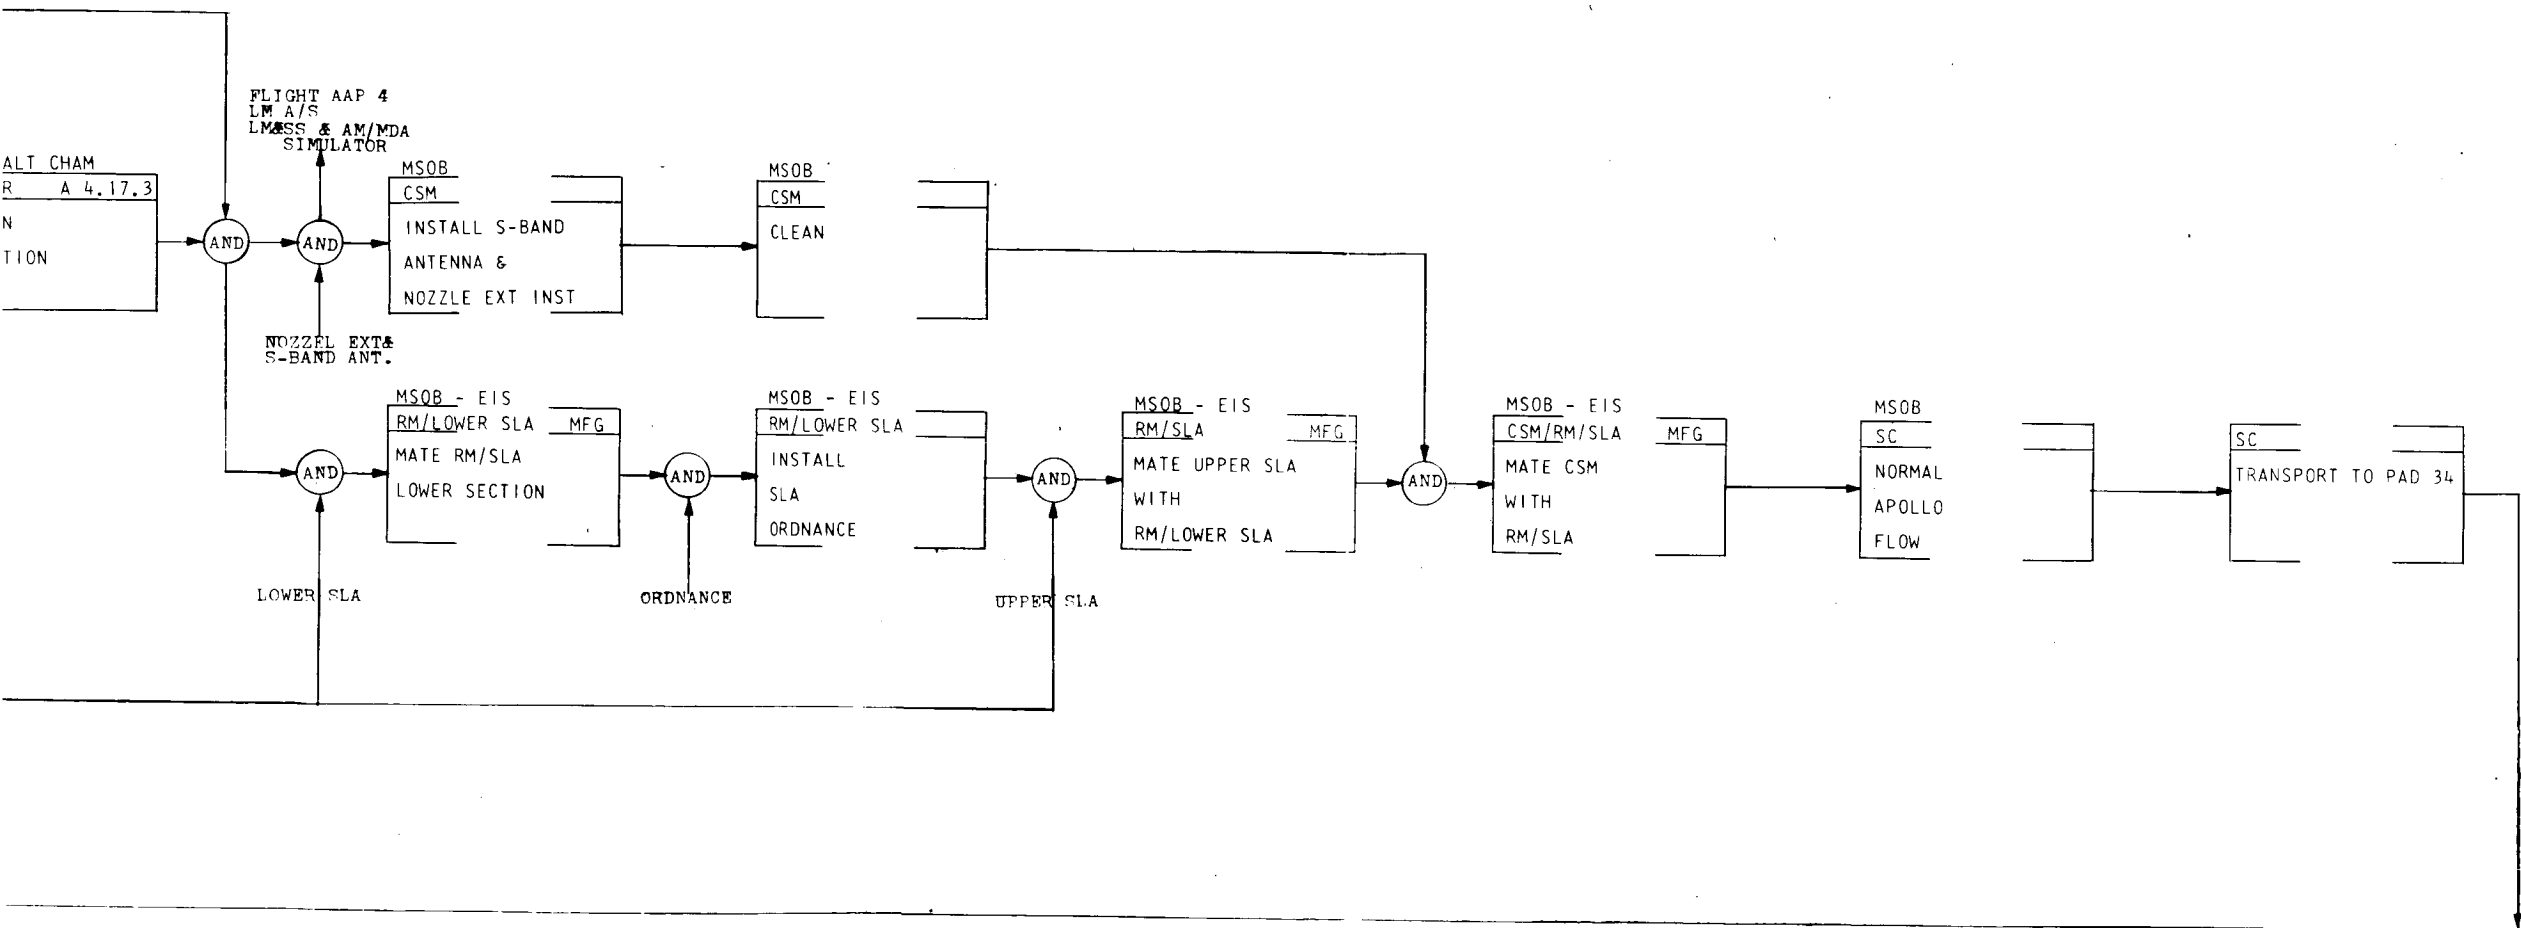 FLIGHT AAP 4
LM A/S
LM&SS & AM/MDA
SIMULATOR
ALT CHAM
R A 4.17.3
N
TION
AND
AND
NOZZEL EXT&
S-BAND ANT.
MSOB
CSM
INSTALL S-BAND
ANTENNA &
NOZZLE EXT INST
MSOB
CSM
CLEAN
AND
LOWER SLA
MSOB - EIS
RM/LOWER SLA MFG
MATE RM/SLA
LOWER SECTION
AND
ORDNANCE
MSOB - EIS
RM/LOWER SLA
INSTALL
SLA
ORDNANCE
AND
UPPER SLA
MSOB - EIS
RM/SLA MFG
MATE UPPER SLA
WITH
RM/LOWER SLA
AND
MSOB - EIS
CSM/RM/SLA MFG
MATE CSM
WITH
RM/SLA
MSOB
SC
NORMAL
APOLLO
FLOW
SC
TRANSPORT TO PAD 34